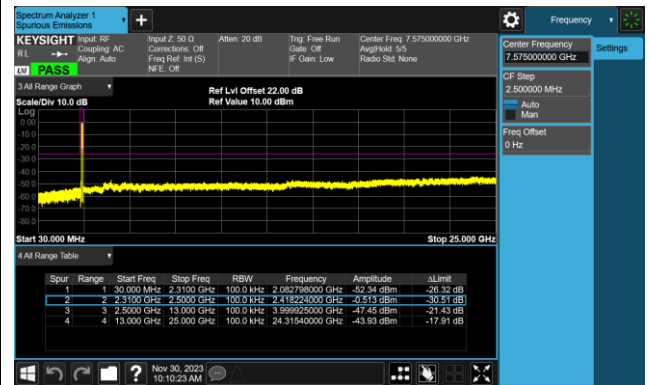 Spectrum Analyzer 1
Spurious Emissions
Frequency
KEYSIGHT Input: RF Input Z: 50 Ω Atten: 20 dB Trig: Free Run Center Freq: 7.575000000 GHz
RL Coupling: AC Corrections: Off Gate: Off Avg|Hold: 5/5
Align: Auto Freq Ref: Int (S) IF Gain: Low Radio Std: None
LXI PASS NFE: Off
Center Frequency
7.575000000 GHz
Settings
CF Step
2.500000 MHz
Auto
Man
Freq Offset
0 Hz
3 All Range Graph
Ref Lvl Offset 22.00 dB
Scale/Div 10.0 dB Ref Value 10.00 dBm
Log
0.00
-10.0
-20.0
-30.0
-40.0
-50.0
-60.0
-70.0
-80.0
Start 30.000 MHz Stop 25.000 GHz
4 All Range Table
Spur Range Start Freq Stop Freq RBW Frequency Amplitude ΔLimit
1 1 30.000 MHz 2.3100 GHz 100.0 kHz 2.082798000 GHz -52.34 dBm -26.32 dB
2 2 2.3100 GHz 2.5000 GHz 100.0 kHz 2.418224000 GHz -0.513 dBm -30.51 dB
3 3 2.5000 GHz 13.000 GHz 100.0 kHz 3.999925000 GHz -47.45 dBm -21.43 dB
4 4 13.000 GHz 25.000 GHz 100.0 kHz 24.31540000 GHz -43.93 dBm -17.91 dB
Nov 30, 2023
10:10:23 AM